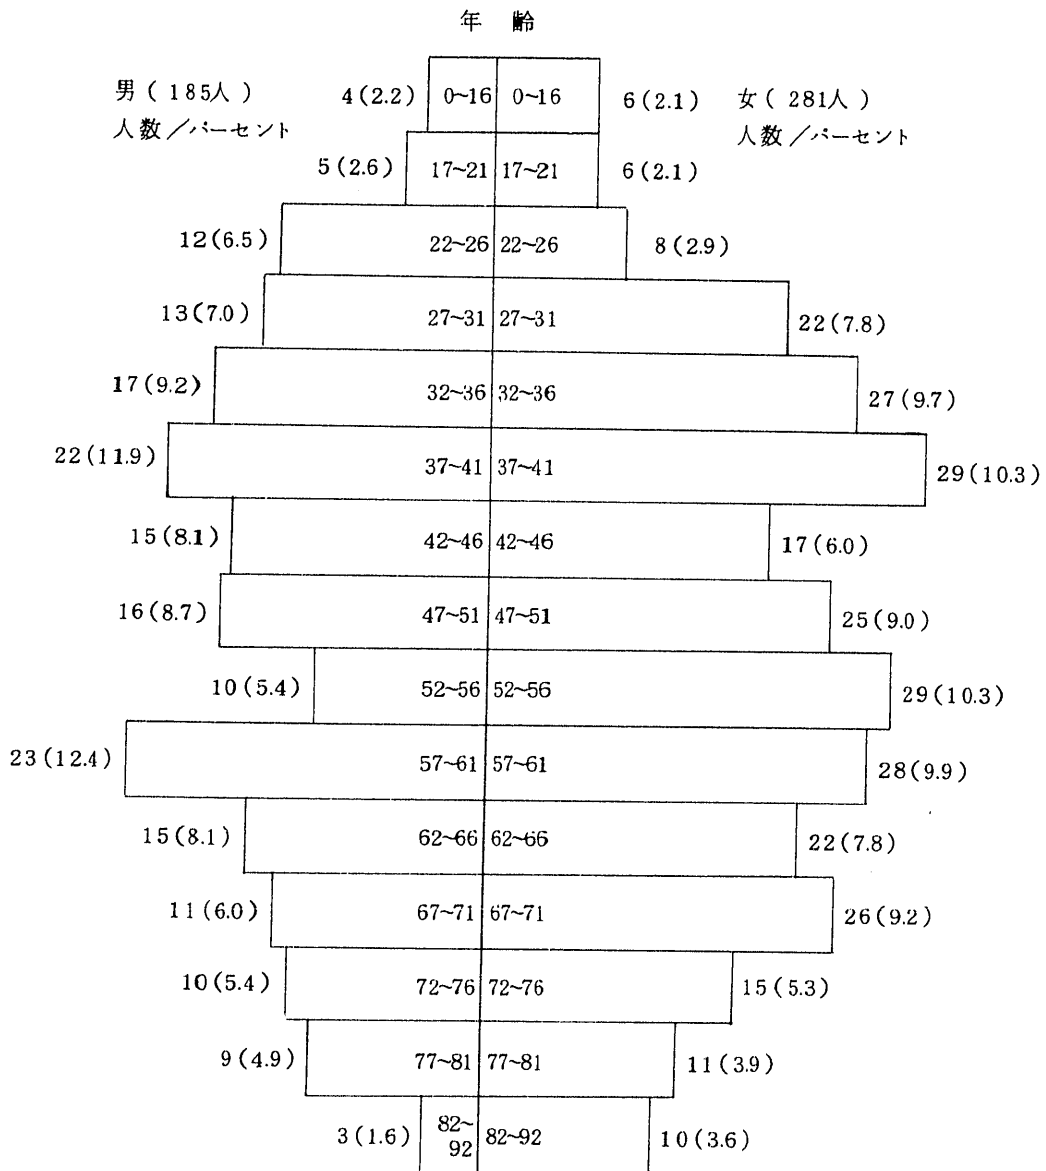 年 齢
男 ( 185人 )
人数／パーセント
女 ( 281人 )
人数／パーセント
4 (2.2) 0~16 0~16 6 (2.1)
5 (2.6) 17~21 17~21 6 (2.1)
12 (6.5) 22~26 22~26 8 (2.9)
13 (7.0) 27~31 27~31 22 (7.8)
17 (9.2) 32~36 32~36 27 (9.7)
22 (11.9) 37~41 37~41 29 (10.3)
15 (8.1) 42~46 42~46 17 (6.0)
16 (8.7) 47~51 47~51 25 (9.0)
10 (5.4) 52~56 52~56 29 (10.3)
23 (12.4) 57~61 57~61 28 (9.9)
15 (8.1) 62~66 62~66 22 (7.8)
11 (6.0) 67~71 67~71 26 (9.2)
10 (5.4) 72~76 72~76 15 (5.3)
9 (4.9) 77~81 77~81 11 (3.9)
3 (1.6) 82~92 82~92 10 (3.6)